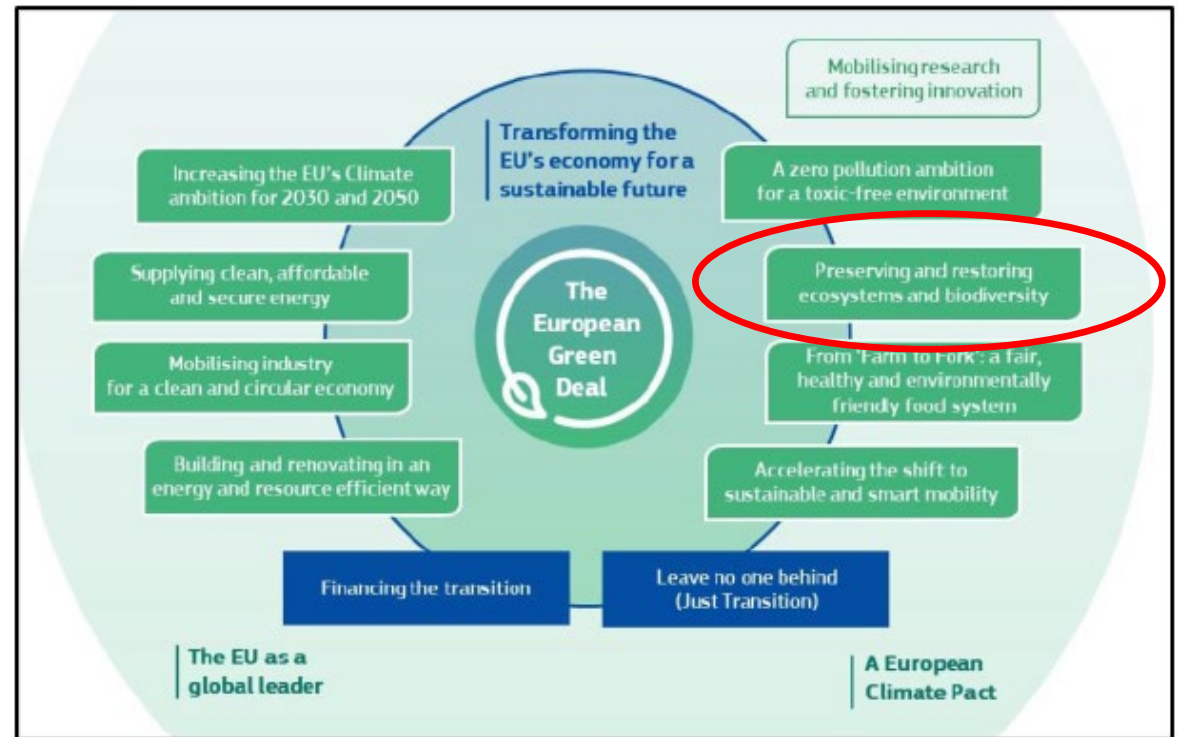 Mobilising research
and fostering innovation
Transforming the
EU's economy for a
sustainable future
Increasing the EU's Climate
ambition for 2030 and 2050
A zero pollution ambition
for a toxic-free environment
Supplying clean, affordable
and secure energy
Preserving and restoring
ecosystems and biodiversity
The
European
Green
Deal
Mobilising industry
for a clean and circular economy
From 'Farm to Fork': a fair,
healthy and environmentally
friendly food system
Building and renovating in an
energy and resource efficient way
Accelerating the shift to
sustainable and smart mobility
Financing the transition
Leave no one behind
(Just Transition)
The EU as a
global leader
A European
Climate Pact